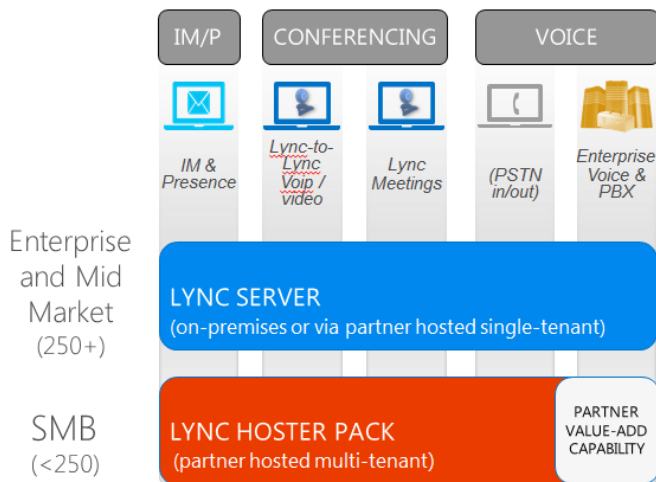 IM/P
CONFERENCING
VOICE
IM &
Presence
Lync-to-
Lync
Voip /
video
Lync
Meetings
(PSTN
in/out)
Enterprise
Voice &
PBX
Enterprise
and Mid
Market
(250+)
LYNC SERVER
(on-premises or via partner hosted single-tenant)
SMB
(<250)
LYNC HOSTER PACK
(partner hosted multi-tenant)
PARTNER
VALUE-ADD
CAPABILITY